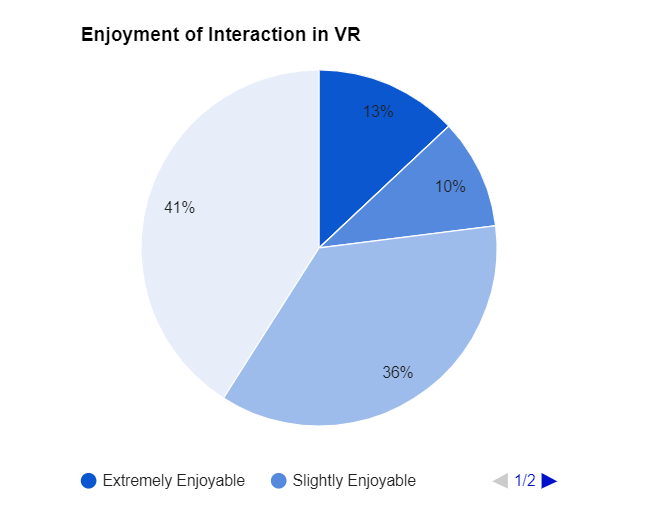 Enjoyment of Interaction in VR
13%
10%
41%
36%
Extremely Enjoyable Slightly Enjoyable 1/2